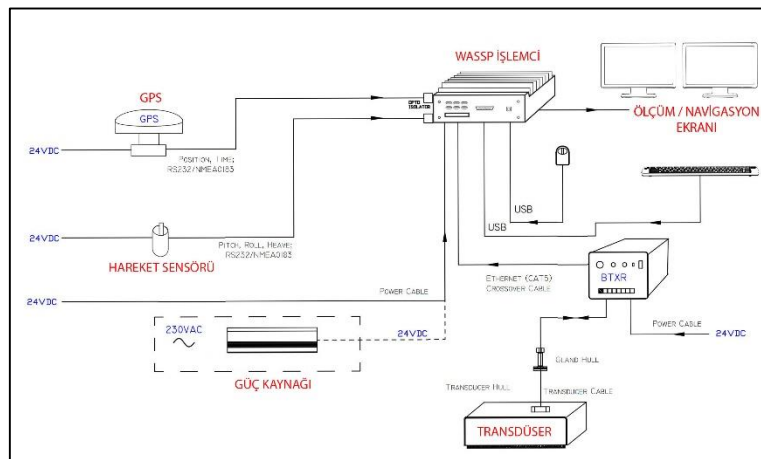 WASSP İŞLEMCİ
GPS
GPS
OPTO
ISOLATOR
ÖLÇÜM / NAVİGASYON
EKRANI
24VDC
POSITION, TIME;
RS232/NMEA0183
USB
USB
24VDC
PITCH, ROLL, HEAVE;
RS232/NMEA0183
HAREKET SENSÖRÜ
ETHERNET (CAT5)
CROSSOVER CABLE
BTXR
POWER CABLE
24VDC
230VAC
24VDC
POWER CABLE
24VDC
GÜÇ KAYNAĞI
GLAND HULL
TRANSDUCER HULL
TRANSDUCER CABLE
TRANSDÜSER